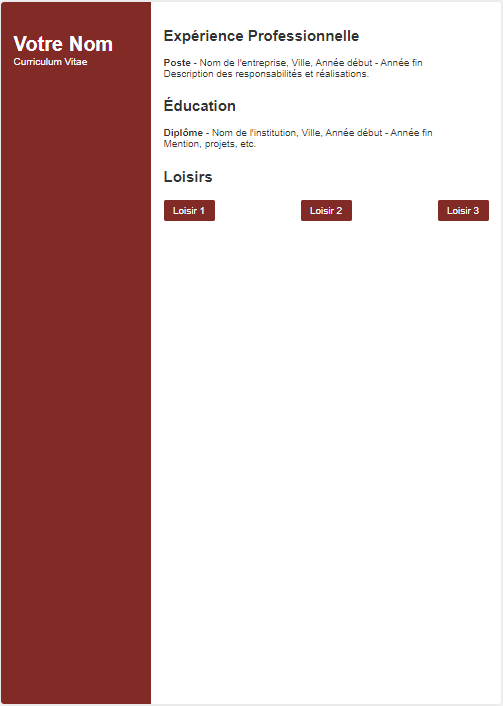 Votre Nom
Curriculum Vitae
Expérience Professionnelle
Poste - Nom de l'entreprise, Ville, Année début - Année fin
Description des responsabilités et réalisations.
Éducation
Diplôme - Nom de l'institution, Ville, Année début - Année fin
Mention, projets, etc.
Loisirs
Loisir 1 Loisir 2 Loisir 3